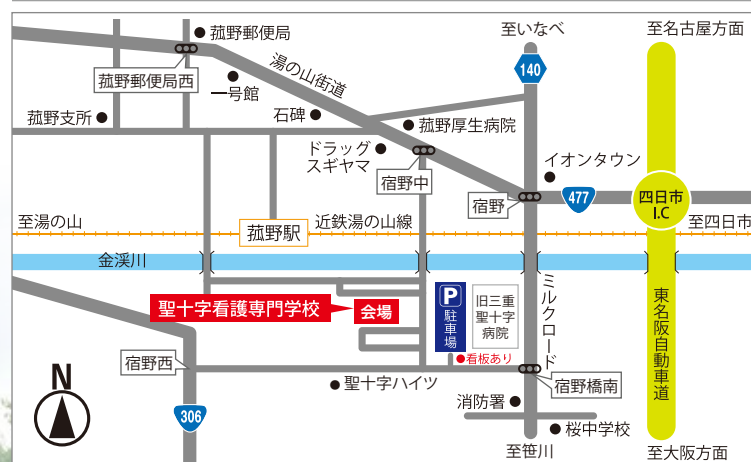 菰野郵便局
至いなべ
至名古屋方面
菰野郵便局西
一号館
湯の山街道
140
菰野支所
石碑
菰野厚生病院
ドラッグ
スギヤマ
宿野中
イオンタウン
宿野
477
四日市
I.C
至湯の山
菰野駅
近鉄湯の山線
至四日市
金渓川
聖十字看護専門学校
会場
P
駐車場
旧三重
聖十字
病院
ミルクロード
東名阪自動車道
看板あり
宿野西
聖十字ハイツ
宿野橋南
N
306
消防署
桜中学校
至笹川
至大阪方面